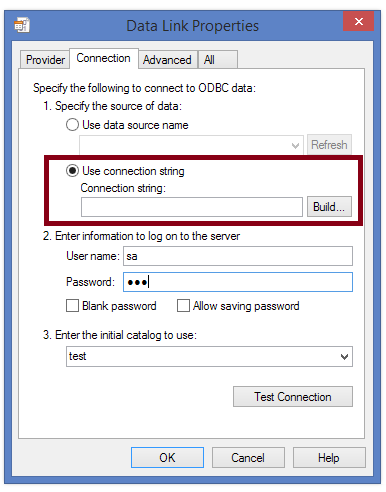 Data Link Properties
Provider Connection Advanced All
Specify the following to connect to ODBC data:
1. Specify the source of data:
Use data source name
Refresh
Use connection string
Connection string:
Build...
2. Enter information to log on to the server
User name: sa
Password: ●●●
Blank password Allow saving password
3. Enter the initial catalog to use:
test
Test Connection
OK Cancel Help